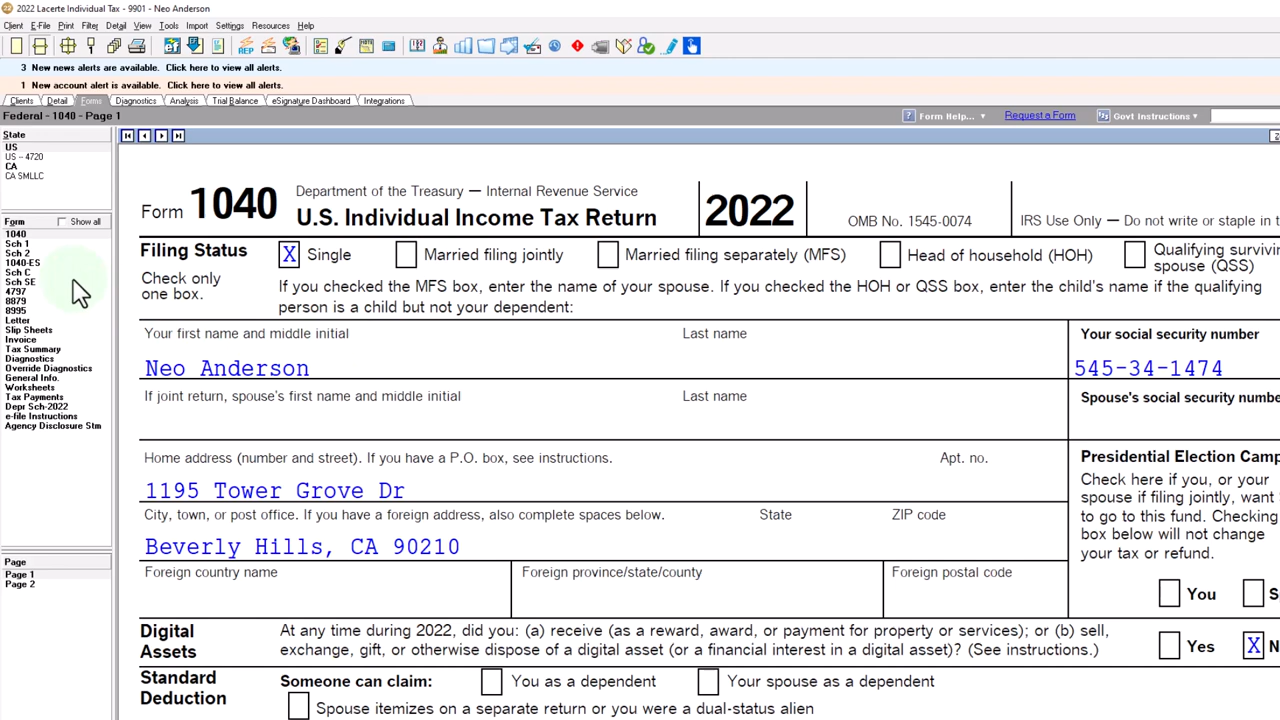 2022 Lacerte Individual Tax - 9901 - Neo Anderson
Client E-File Print Filter Detail View Tools Import Settings Resources Help
3 New news alerts are available. Click here to view all alerts.
1 New account alert is available. Click here to view all alerts.
Clients Detail Forms Diagnostics Analysis Trial Balance eSignature Dashboard Integrations
Federal - 1040 - Page 1
Form Help... Request a Form Govt Instructions
State
US
US -- 4720
CA
CA SMLLC
Form Show all
1040
Sch 1
Sch 2
1040-ES
Sch C
Sch SE
4797
8879
8995
Letter
Slip Sheets
Invoice
Tax Summary
Diagnostics
Override Diagnostics
General Info.
Worksheets
Tax Payments
Depr Sch-2022
e-file Instructions
Agency Disclosure Stm
Page
Page 1
Page 2
Form 1040
Department of the Treasury — Internal Revenue Service
U.S. Individual Income Tax Return
2022
OMB No. 1545-0074
IRS Use Only — Do not write or staple in t
Filing Status
Check only
one box.
X Single Married filing jointly Married filing separately (MFS) Head of household (HOH) Qualifying survivi
spouse (QSS)
If you checked the MFS box, enter the name of your spouse. If you checked the HOH or QSS box, enter the child's name if the qualifying
person is a child but not your dependent:
Your first name and middle initial Last name Your social security number
Neo Anderson 545-34-1474
If joint return, spouse's first name and middle initial Last name Spouse's social security numbe
Home address (number and street). If you have a P.O. box, see instructions. Apt. no.
1195 Tower Grove Dr
City, town, or post office. If you have a foreign address, also complete spaces below. State ZIP code
Beverly Hills, CA 90210
Foreign country name Foreign province/state/county Foreign postal code
Presidential Election Camp
Check here if you, or your
spouse if filing jointly, want
to go to this fund. Checking
box below will not change
your tax or refund.
You S
Digital
Assets
At any time during 2022, did you: (a) receive (as a reward, award, or payment for property or services); or (b) sell,
exchange, gift, or otherwise dispose of a digital asset (or a financial interest in a digital asset)? (See instructions.)
Yes X N
Standard
Deduction
Someone can claim: You as a dependent Your spouse as a dependent
Spouse itemizes on a separate return or you were a dual-status alien